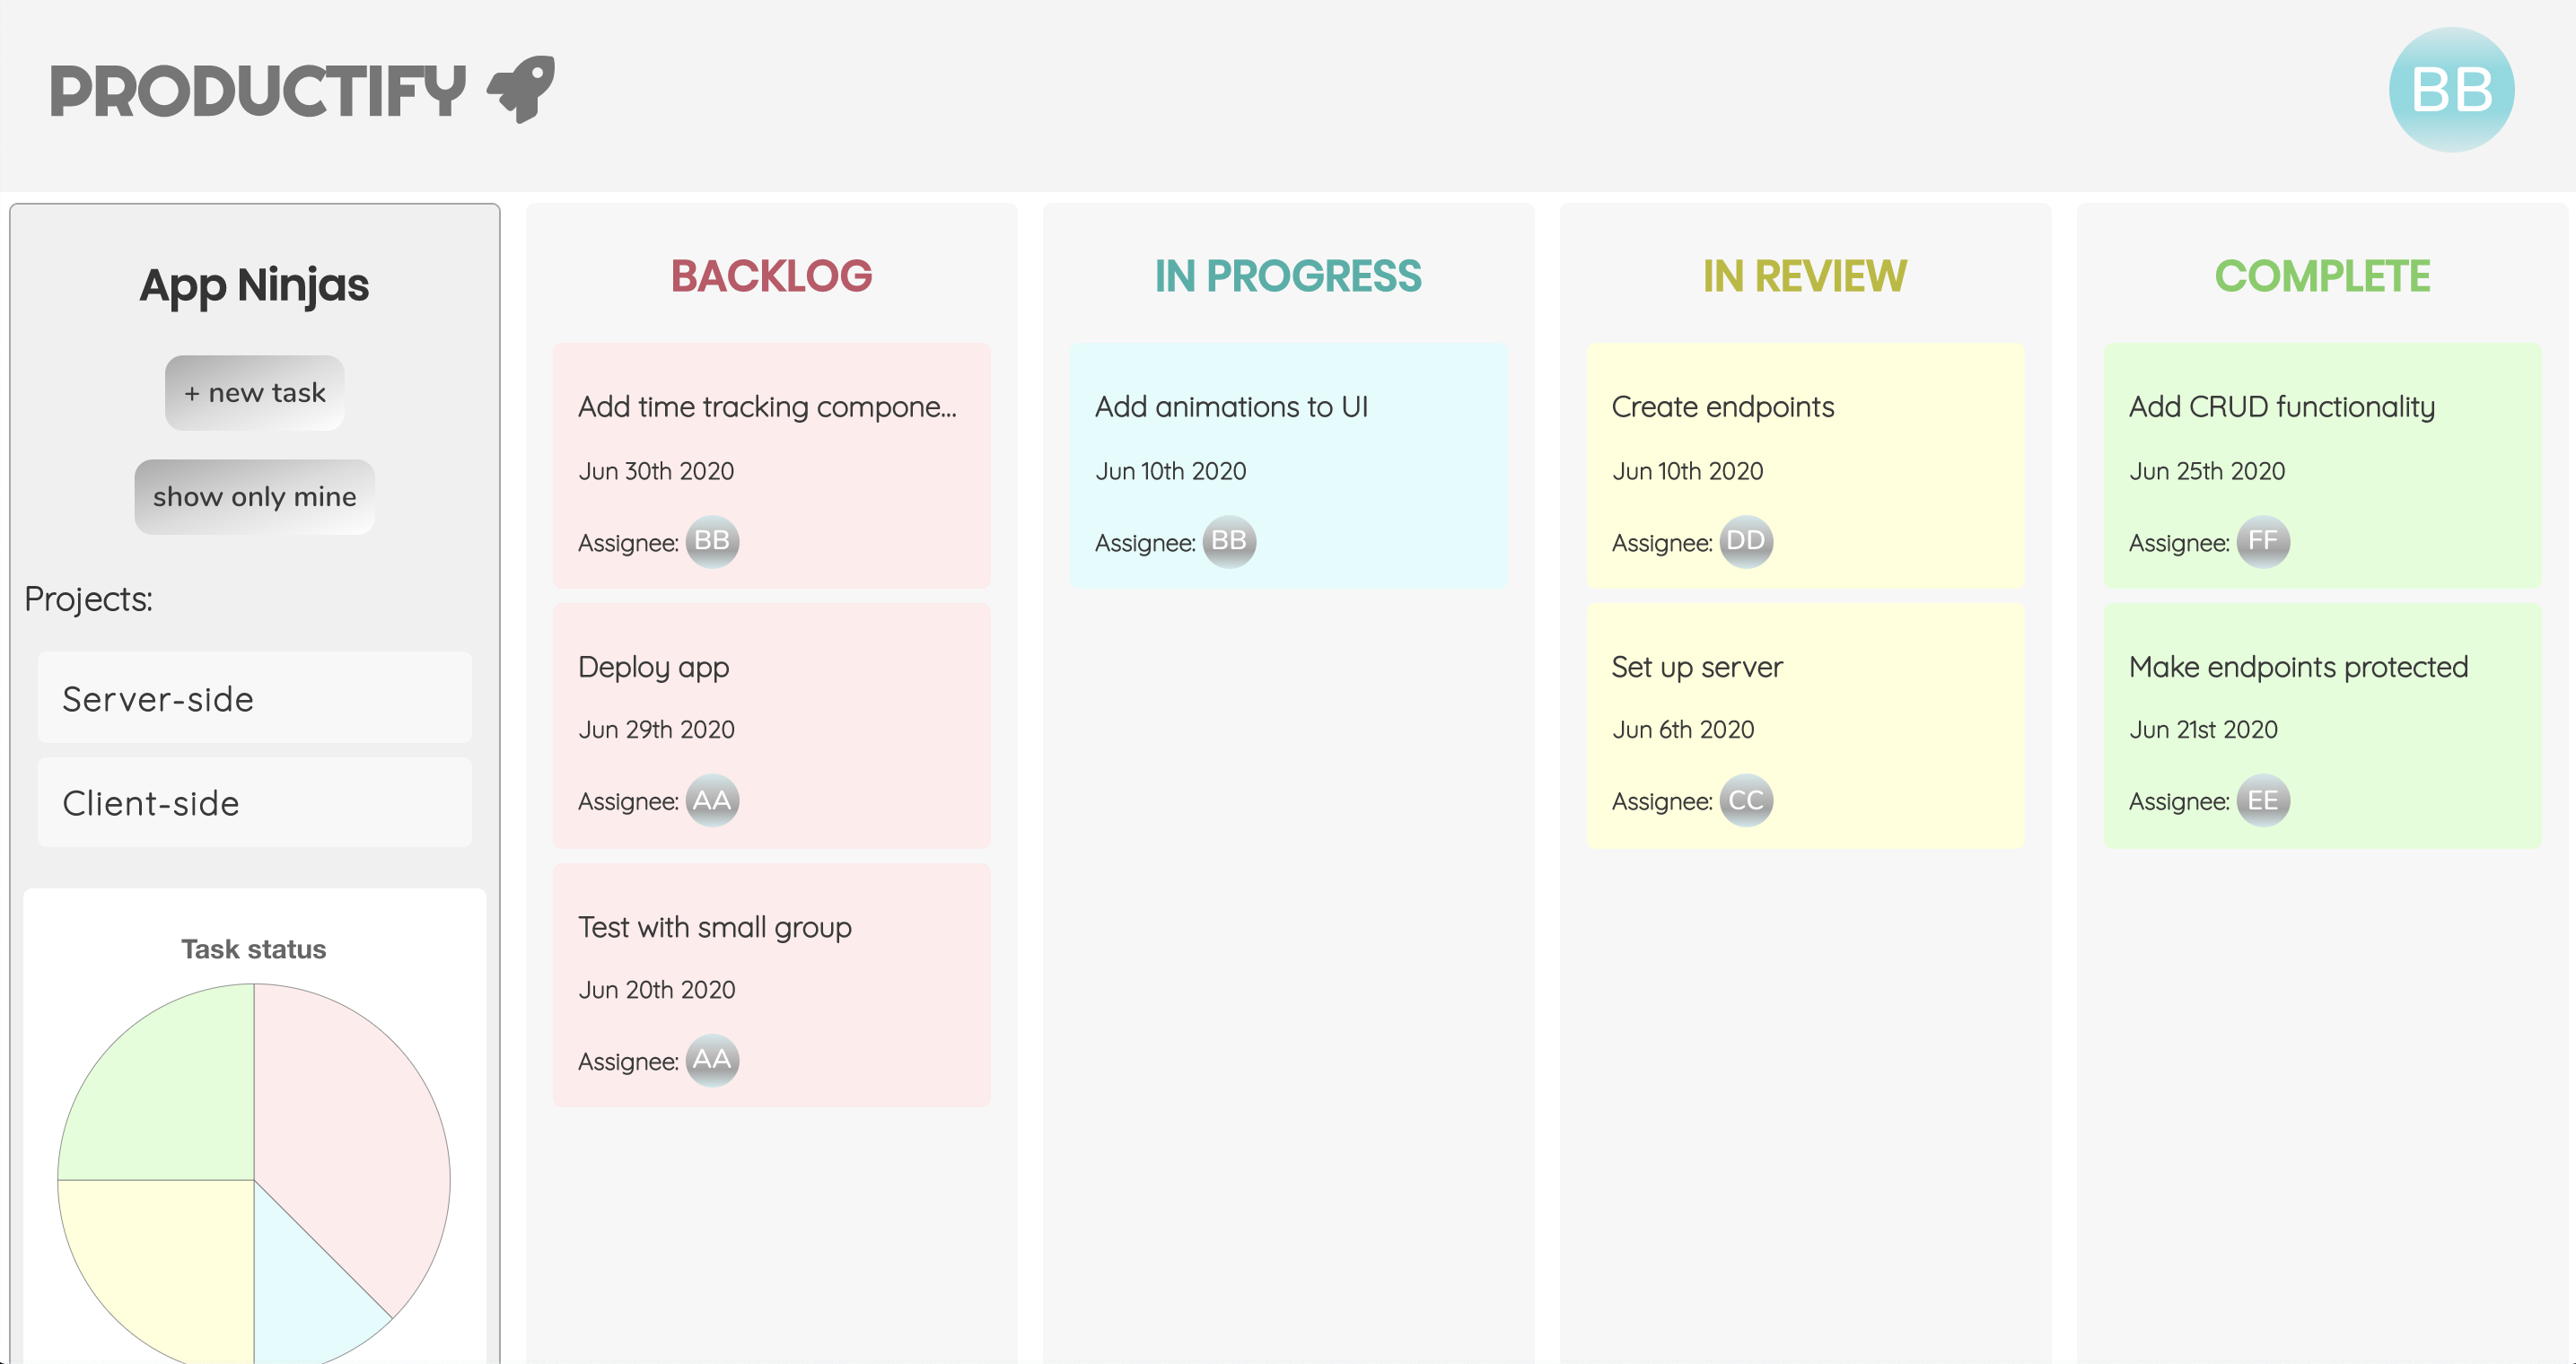 PRODUCTIFY
BB
App Ninjas
+ new task
show only mine
Projects:
Server-side
Client-side
Task status
BACKLOG
Add time tracking compone...
Jun 30th 2020
Assignee: BB
Deploy app
Jun 29th 2020
Assignee: AA
Test with small group
Jun 20th 2020
Assignee: AA
IN PROGRESS
Add animations to UI
Jun 10th 2020
Assignee: BB
IN REVIEW
Create endpoints
Jun 10th 2020
Assignee: DD
Set up server
Jun 6th 2020
Assignee: CC
COMPLETE
Add CRUD functionality
Jun 25th 2020
Assignee: FF
Make endpoints protected
Jun 21st 2020
Assignee: EE